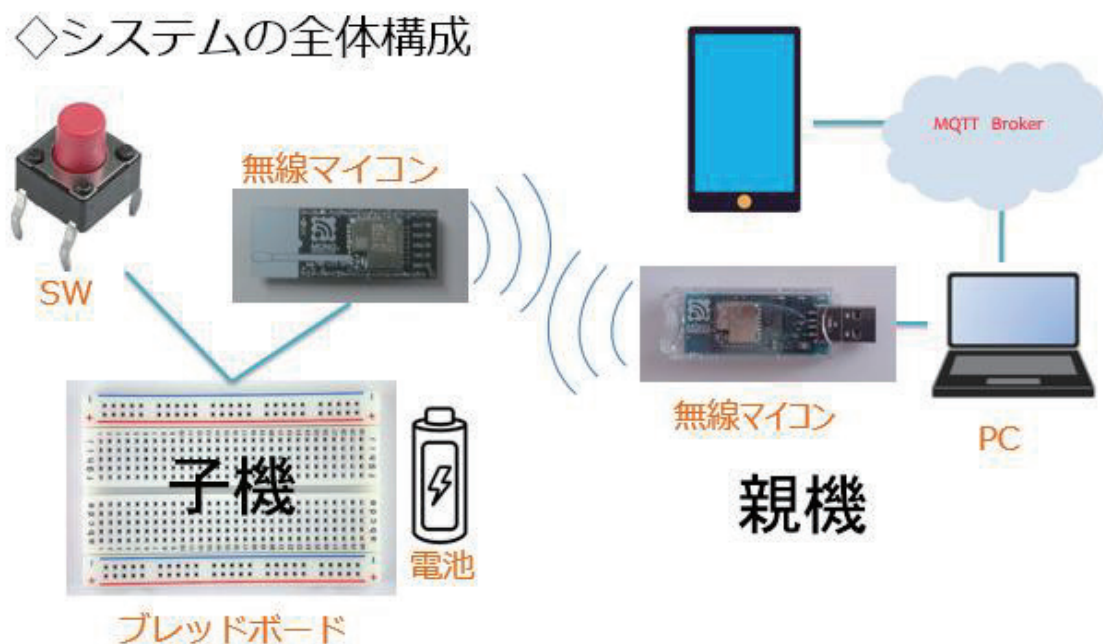 ◇システムの全体構成
MQTT Broker
無線マイコン
SW
無線マイコン
PC
子機
親機
電池
ブレッドボード